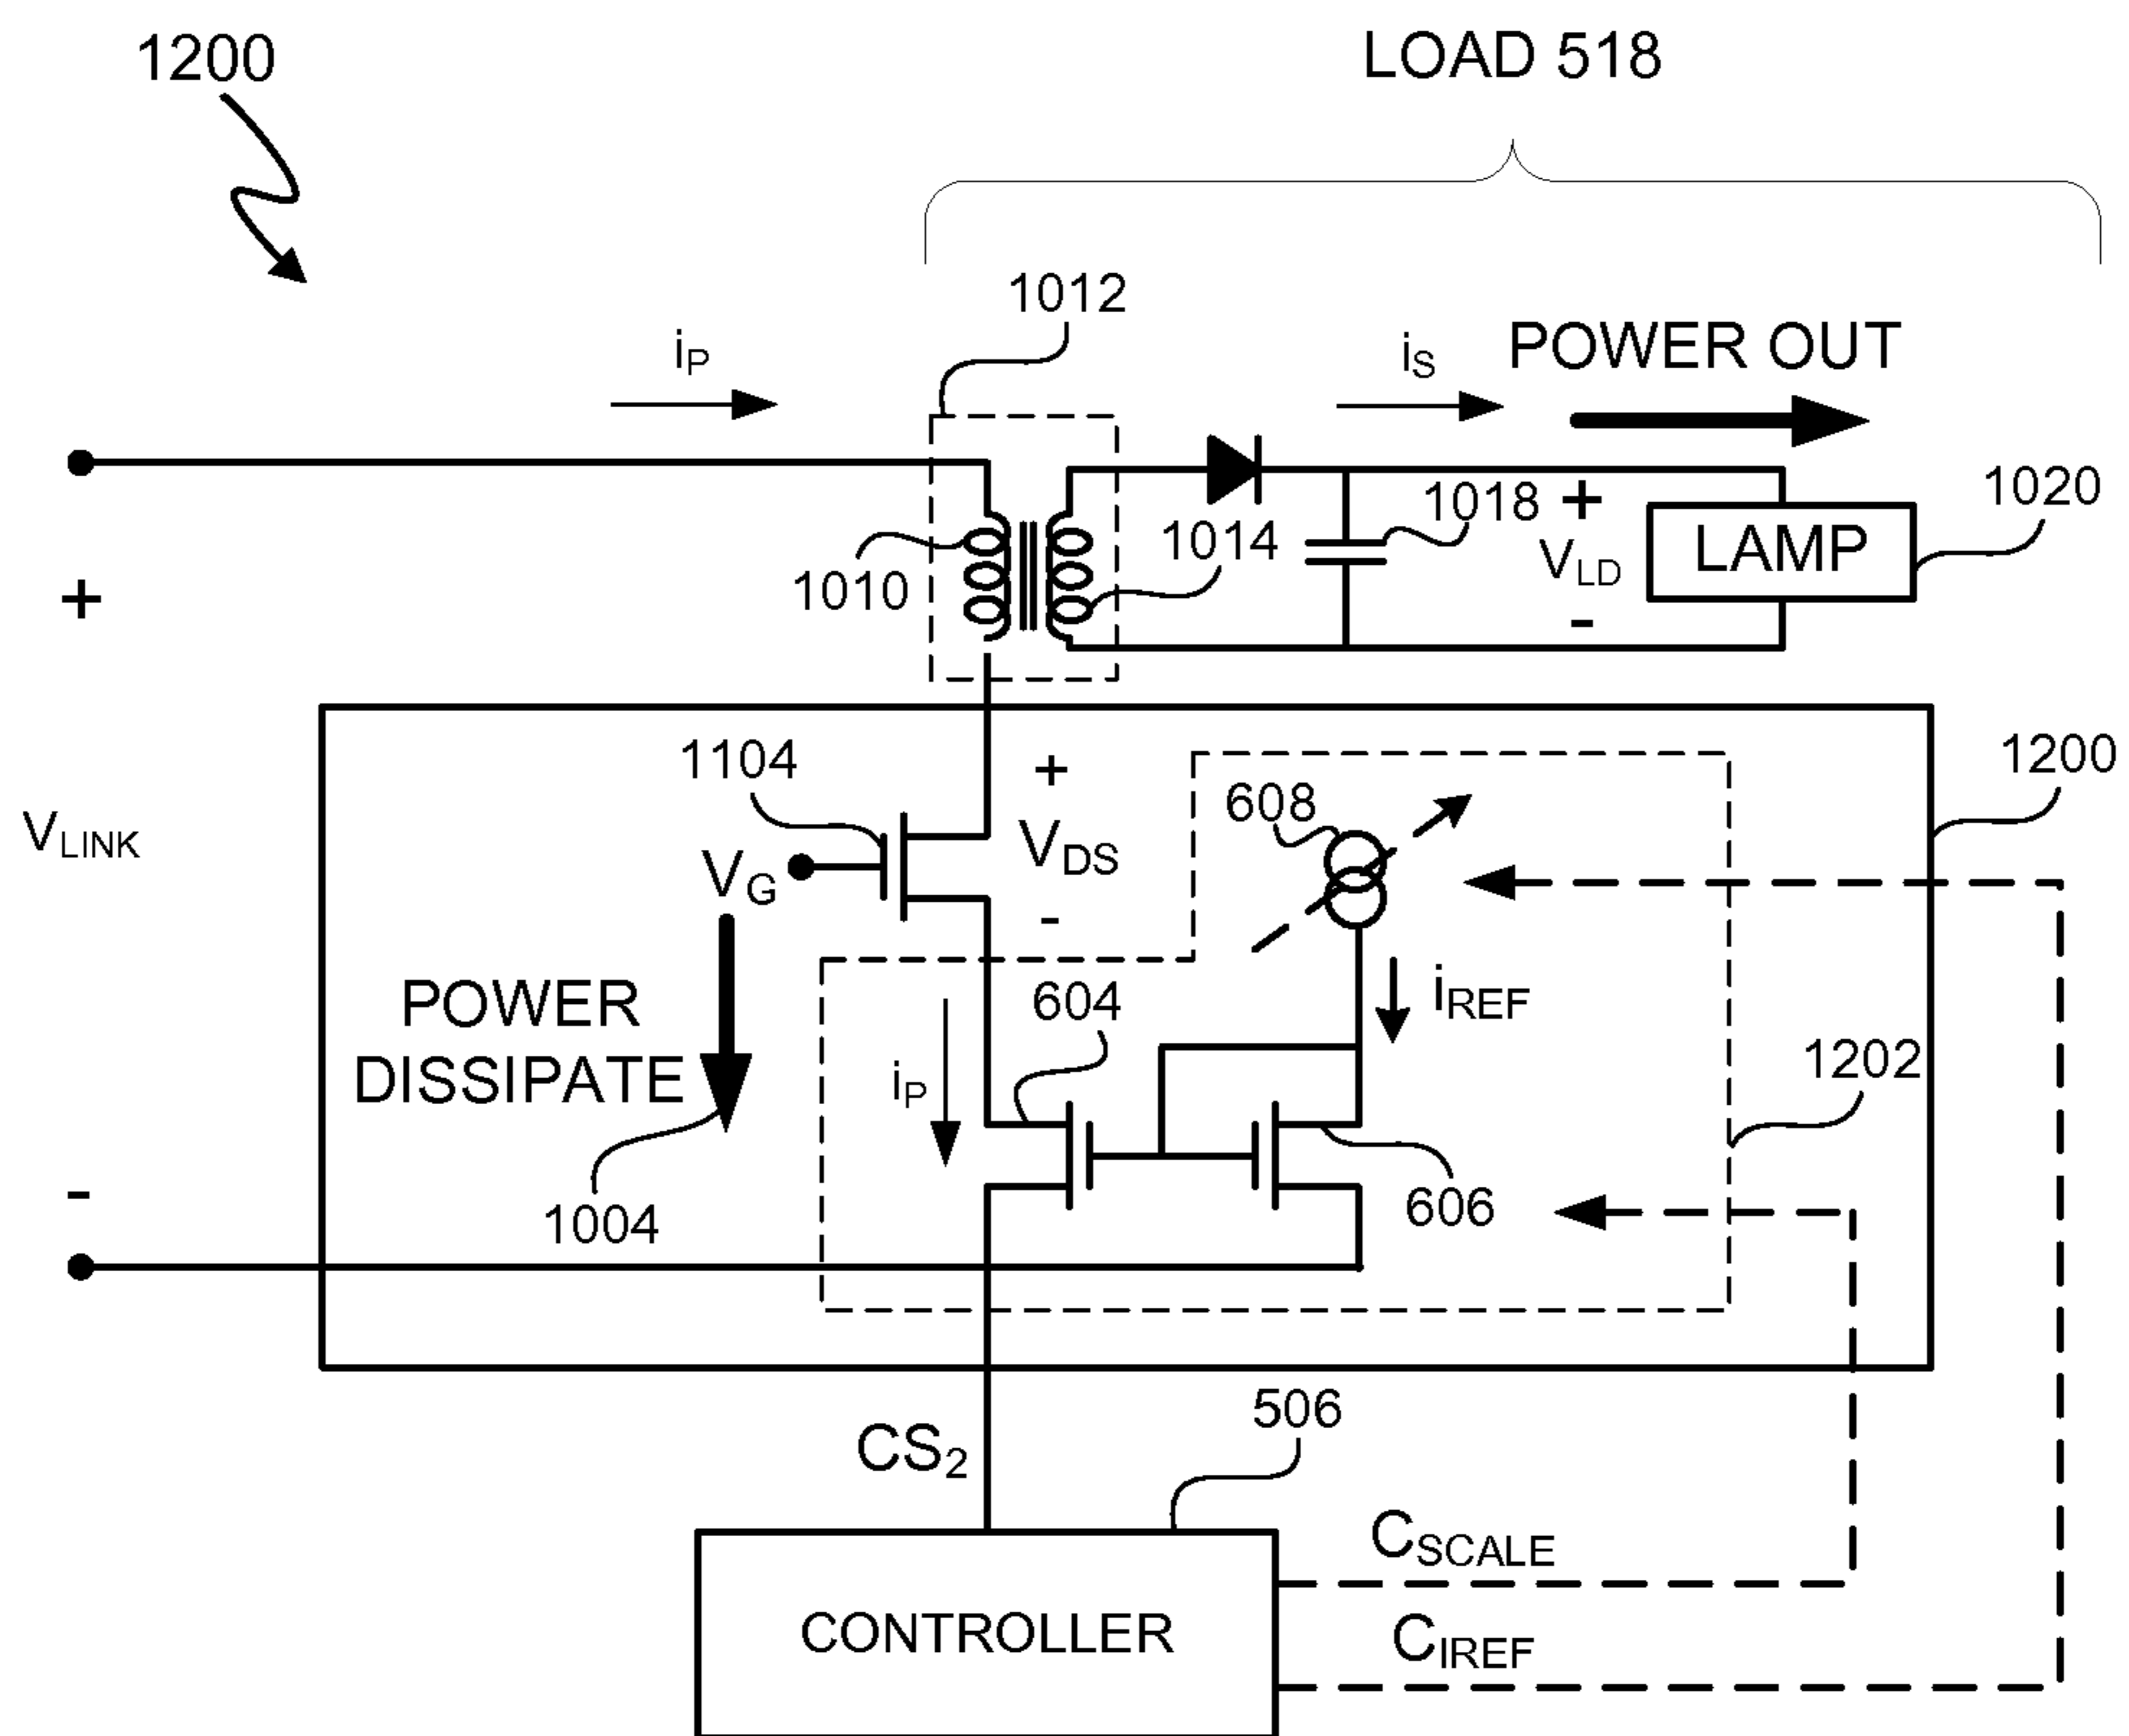 1200
LOAD 518
1012
iP
iS
POWER OUT
1018
+
1020
1014
LAMP
VLD
1010
+
-
1104
+
1200
608
VLINK
VDS
VG
-
POWER
DISSIPATE
604
iREF
1202
iP
-
1004
606
506
CS2
CSCALE
CONTROLLER
CIREF